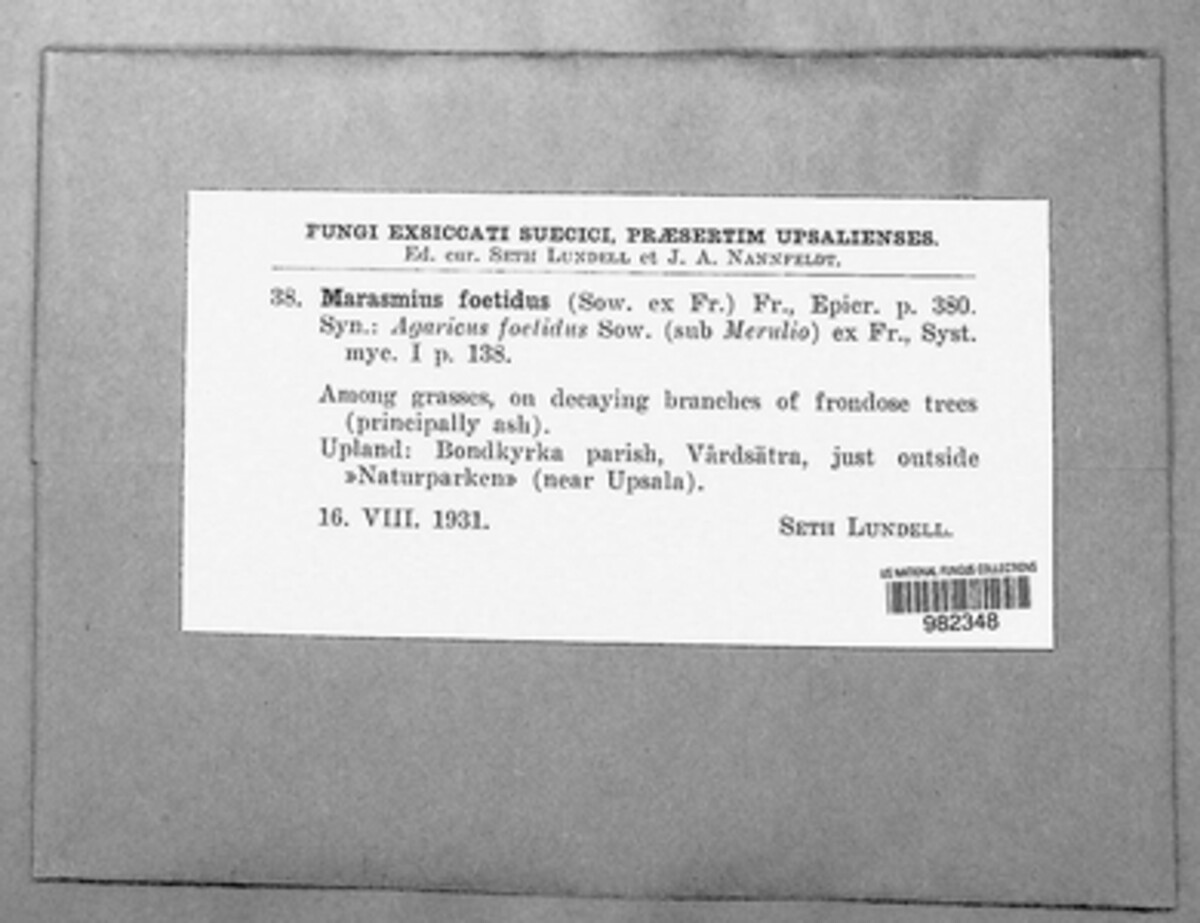 FUNGI EXSICCATI SUECICI, PRÆSERTIM UPSALIENSES.
Ed. cur. SETH LUNDELL et J. A. NANNFELDT.
38. Marasmius foetidus (Sow. ex Fr.) Fr., Epicr. p. 380.
Syn.: Agaricus foetidus Sow. (sub Merulio) ex Fr., Syst.
myc. I p. 138.
Among grasses, on decaying branches of frondose trees
(principally ash).
Upland: Bondkyrka parish, Vårdsätra, just outside
»Naturparken» (near Upsala).
16. VIII. 1931.
SETH LUNDELL.
US NATIONAL FUNGUS COLLECTIONS
982348